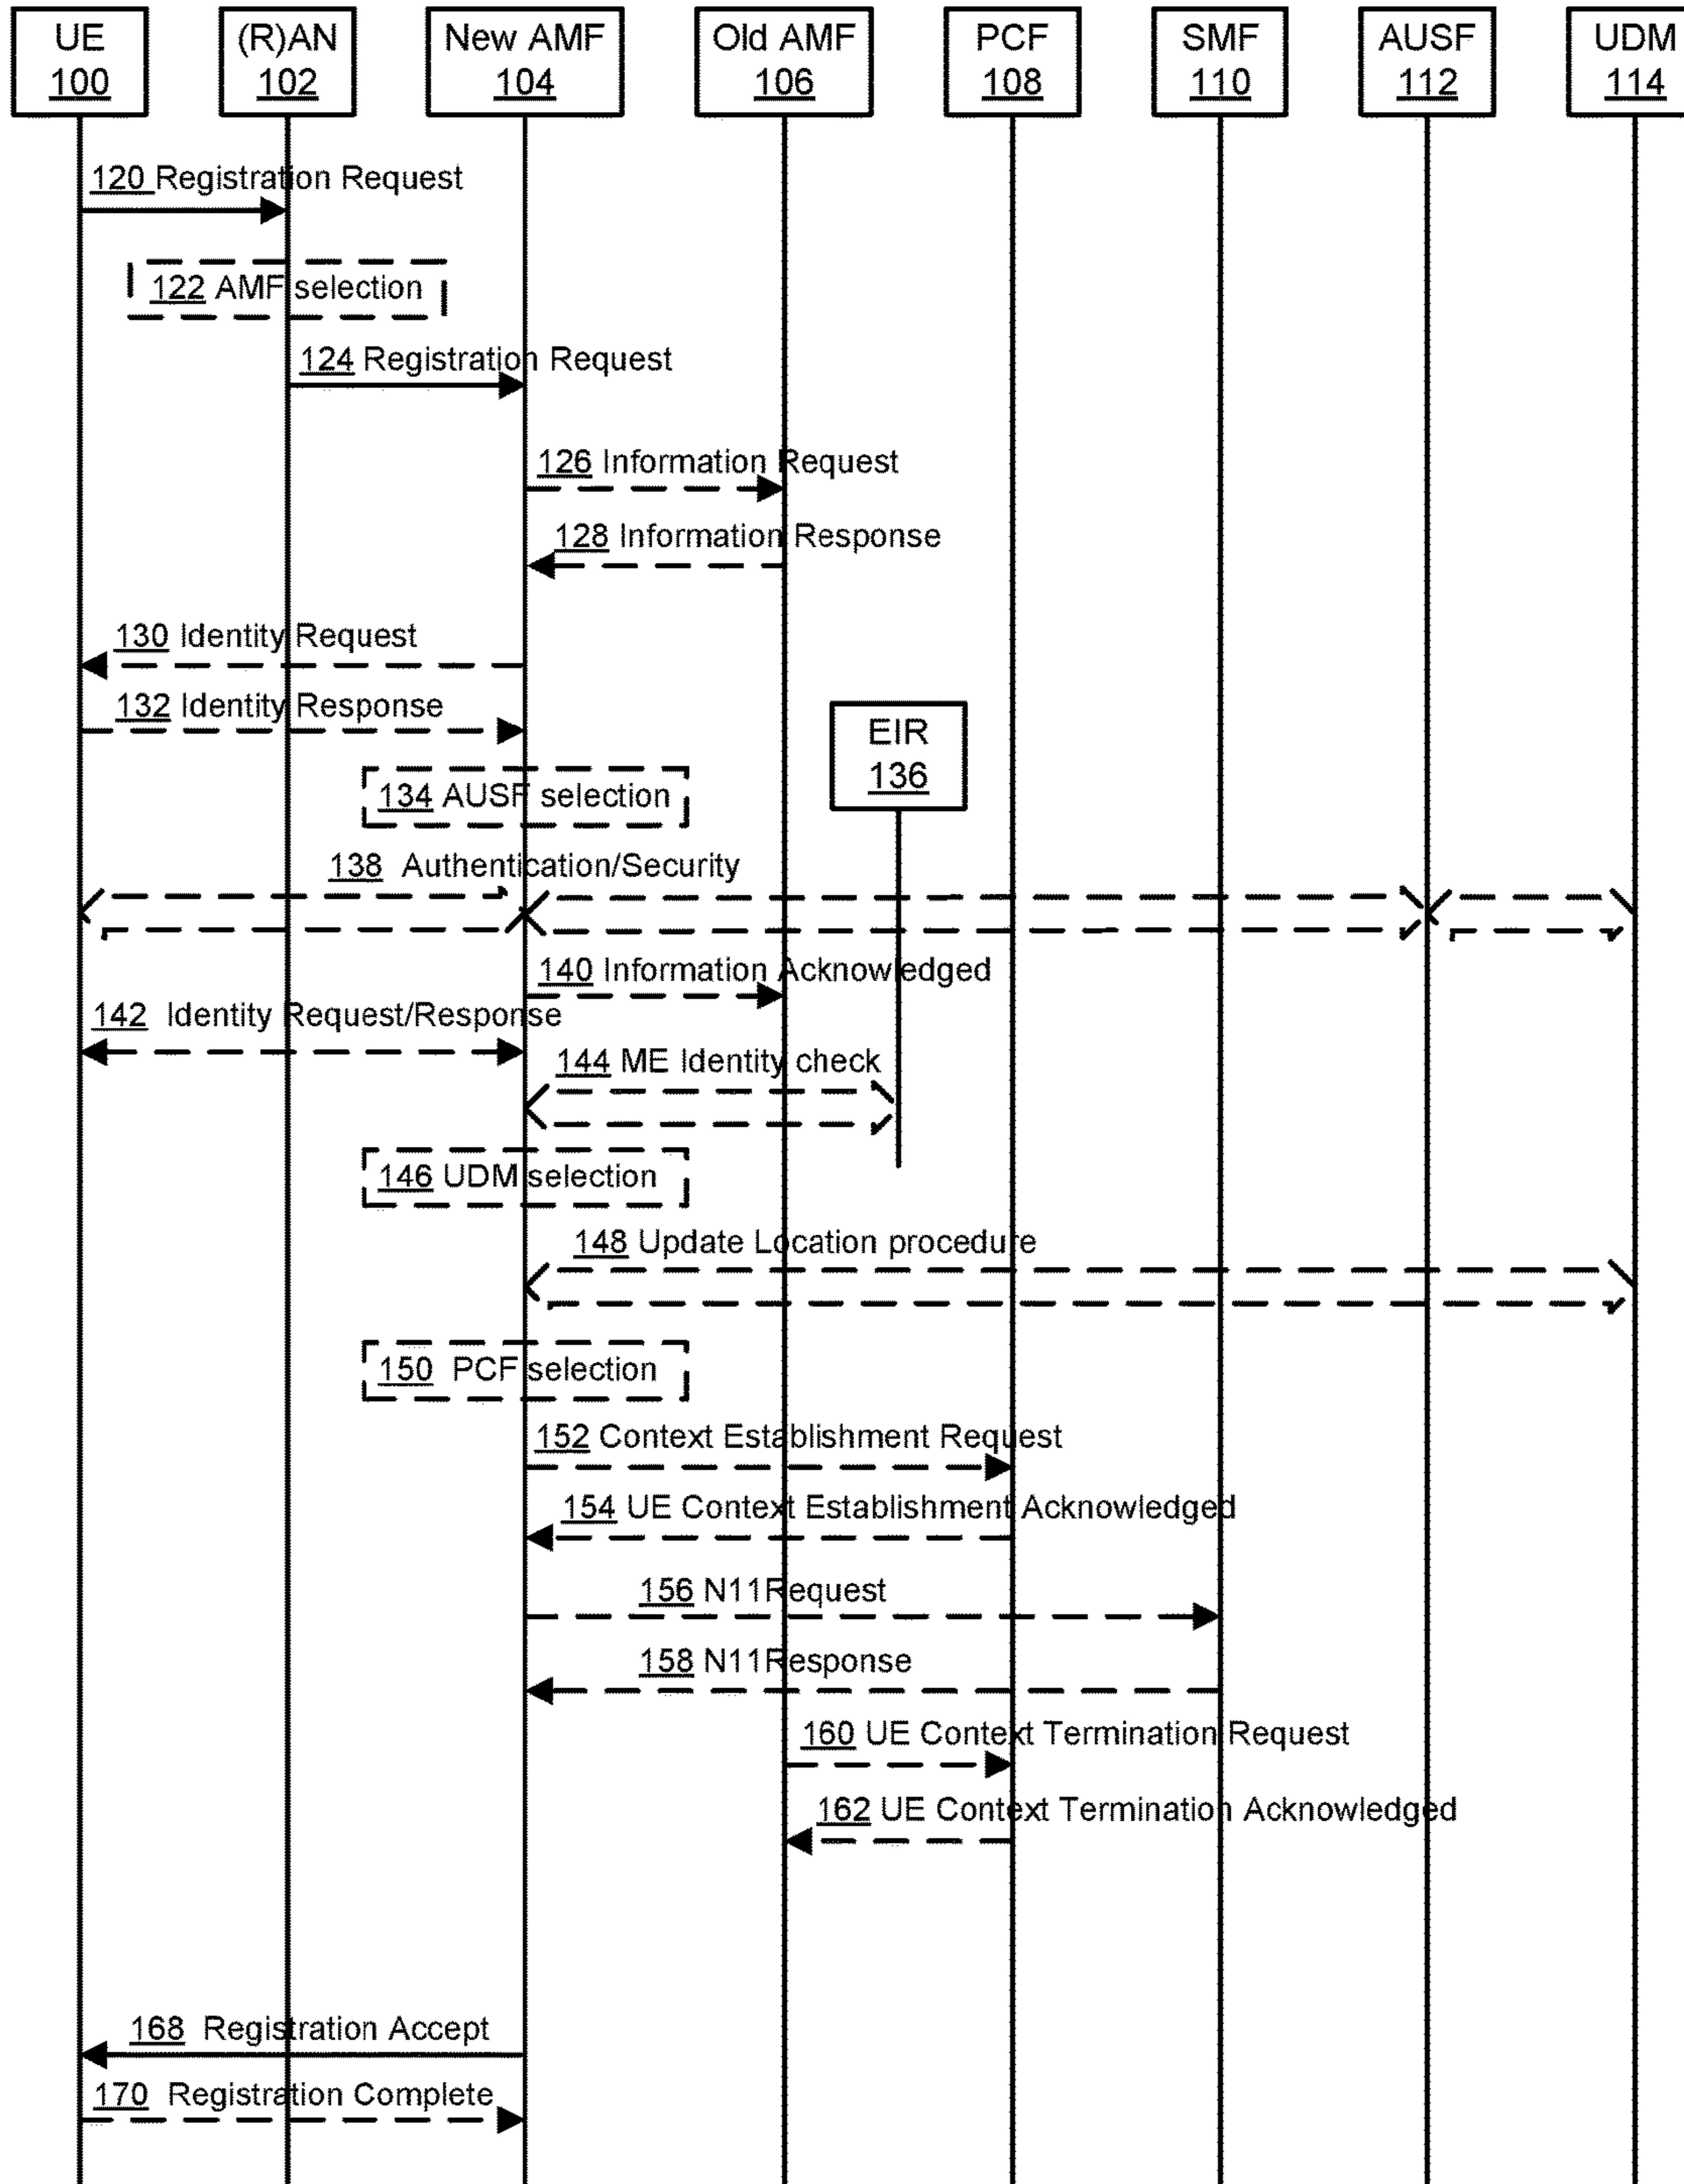 UE
100
(R)AN
102
New AMF
104
Old AMF
106
PCF
108
SMF
110
AUSF
112
UDM
114
120 Registration Request
122 AMF selection
124 Registration Request
126 Information Request
128 Information Response
130 Identity Request
132 Identity Response
EIR
136
134 AUSF selection
138 Authentication/Security
140 Information Acknowledged
142 Identity Request/Response
144 ME Identity check
146 UDM selection
148 Update Location procedure
150 PCF selection
152 Context Establishment Request
154 UE Context Establishment Acknowledged
156 N11Request
158 N11Response
160 UE Context Termination Request
162 UE Context Termination Acknowledged
168 Registration Accept
170 Registration Complete